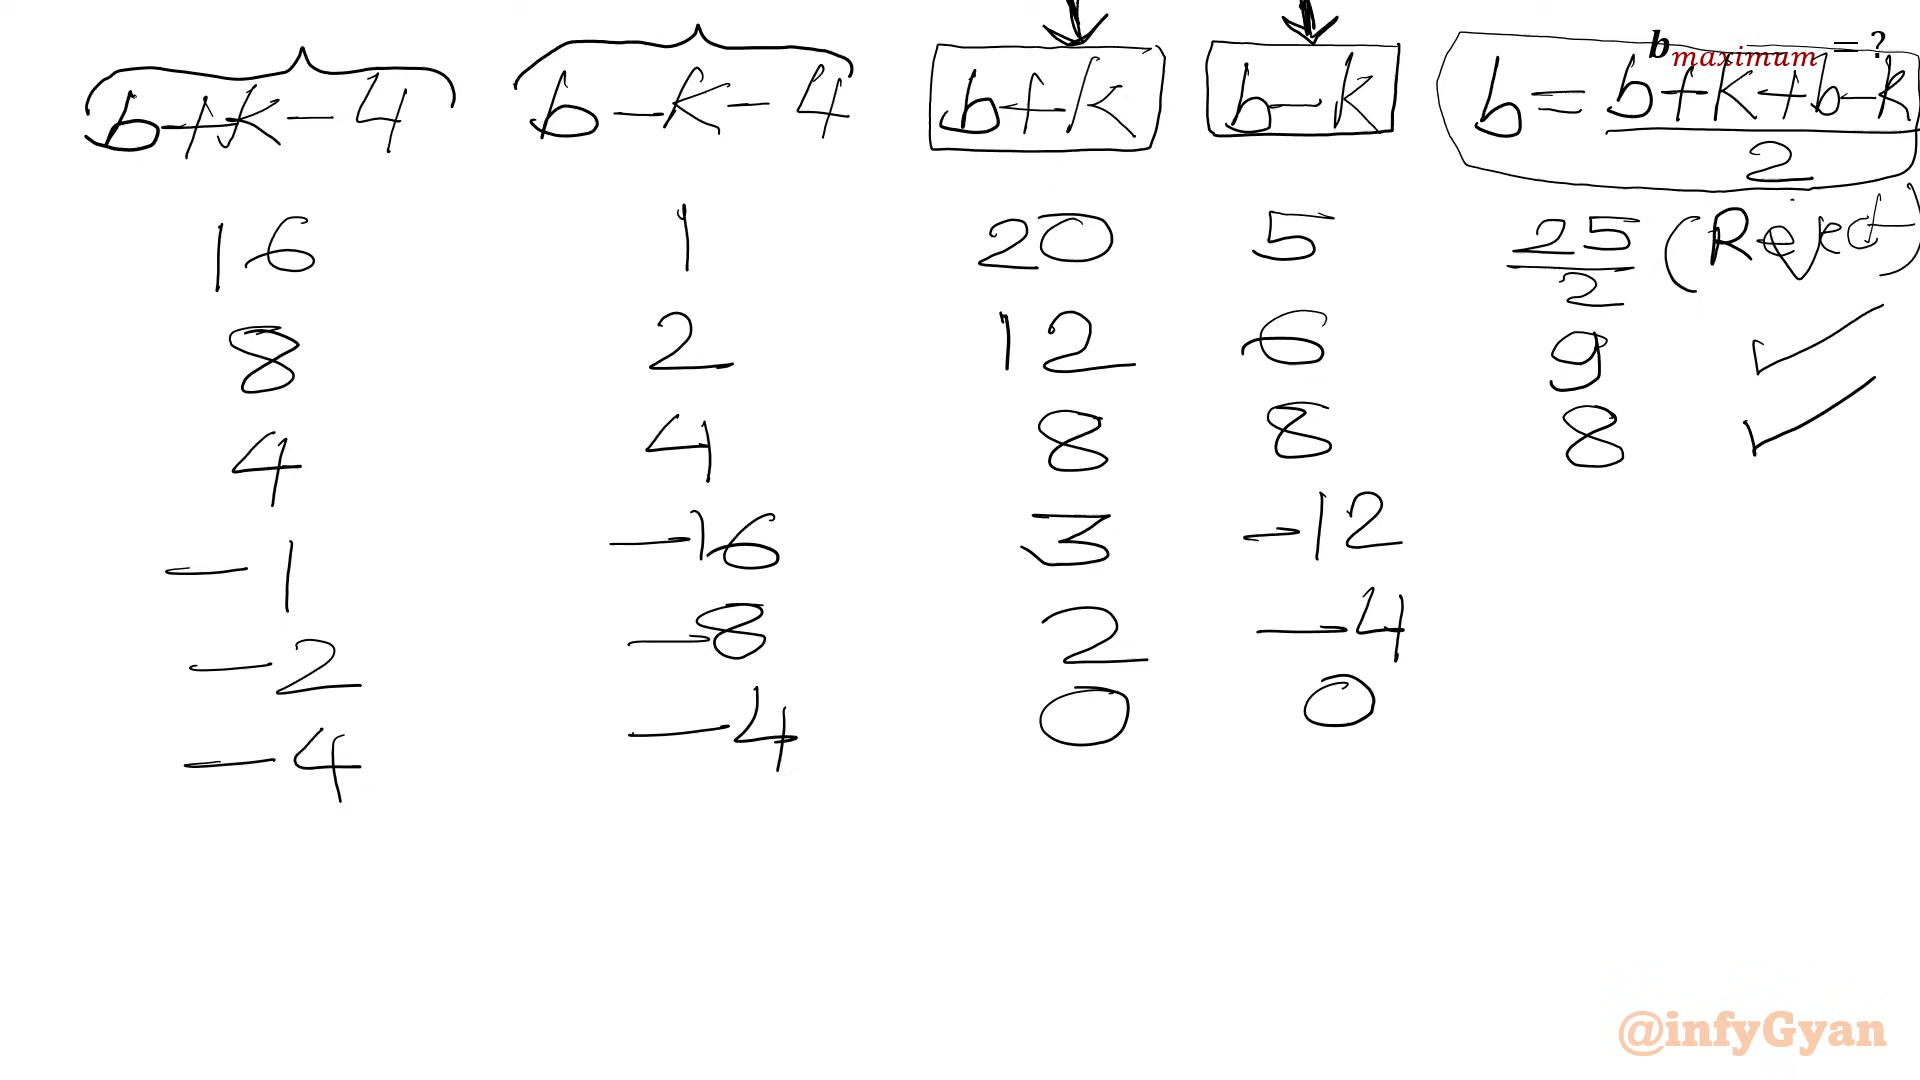 b maximum = ?
b+k-4 b-k-4 b+k b-k b = b+k+b-k / 2
16 1 20 5 25/2 (Reject)
8 2 12 6 9 ✓
4 4 8 8 8 ✓
-1 -16 3 -12
-2 -8 2 -4
-4 -4 0 0
@infyGyan